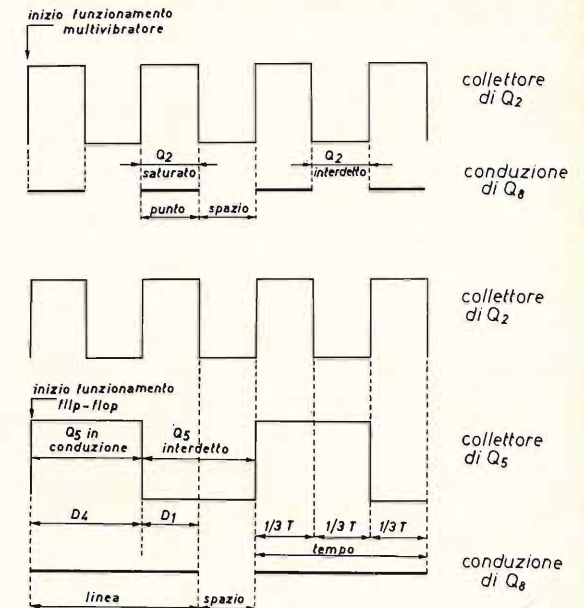 inizio funzionamento
multivibratore
collettore
di Q2
Q2
saturato
Q2
interdetto
conduzione
di Q8
punto
spazio
collettore
di Q2
inizio funzionamento
flip-flop
Q5 in
conduzione
Q5
interdetto
collettore
di Q5
D4
D1
1/3 T
1/3 T
1/3 T
tempo
conduzione
di Q8
linea
spazio